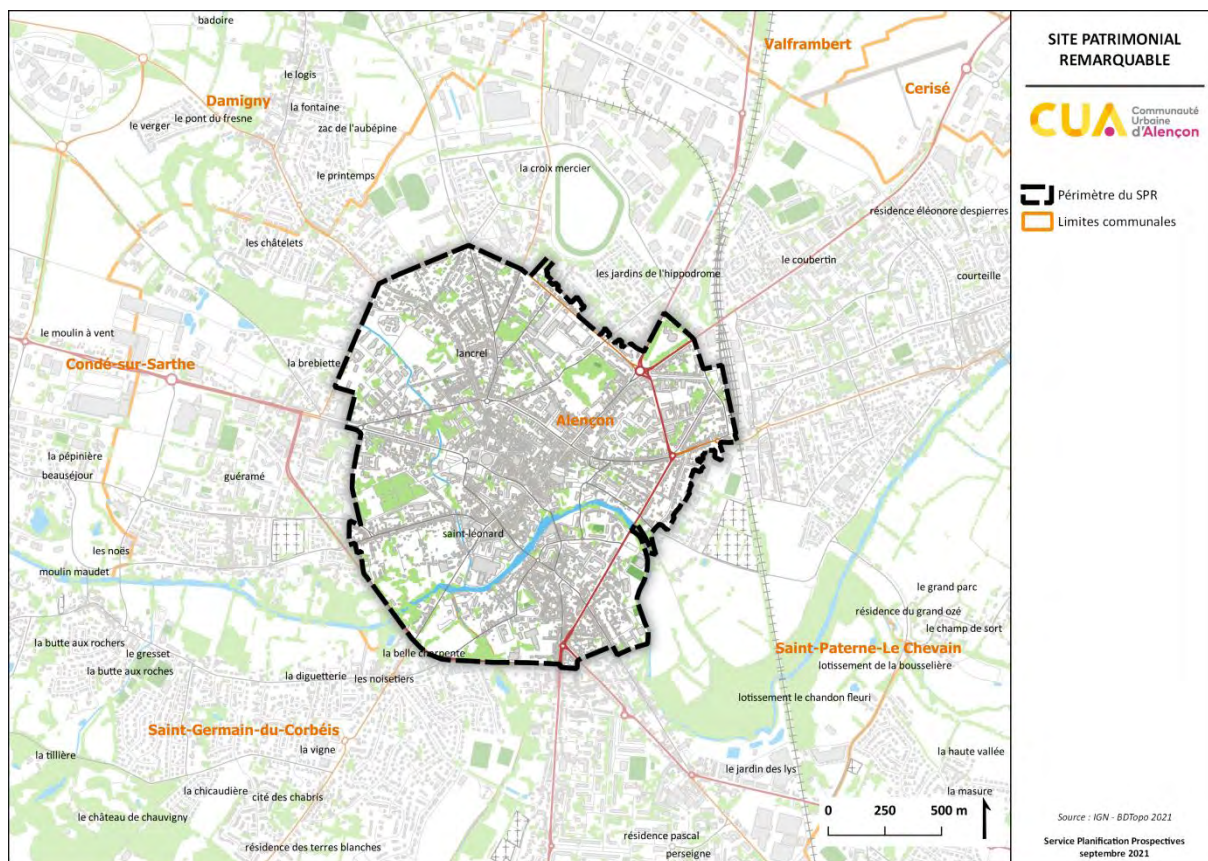 badoire
Valframbert
le logis
Cerisé
Damigny
la fontaine
le pont du fresne
le verger
zac de l'aubépine
la croix mercier
le printemps
résidence éléonore despierres
les châtelets
le coubertin
les jardins de l'hippodrome
courteille
le moulin à vent
lancrel
la brebiette
Condé-sur-Sarthe
Alençon
la pépinière
beauséjour
guéramé
saint-léonard
les noës
moulin maudet
le grand parc
résidence du grand ozé
le champ de sort
la butte aux rochers
le gresset
la belle charpente
Saint-Paterne-Le Chevain
la butte aux roches
lotissement de la bousselière
la diguetterie
les noisetiers
lotissement le chandon fleuri
Saint-Germain-du-Corbéis
la vigne
la tillière
la haute vallée
le jardin des lys
la chicaudière
cité des chabris
la masure
le château de chauvigny
résidence pascal
résidence des terres blanches
perseigne
0 250 500 m
SITE PATRIMONIAL
REMARQUABLE
CUA Communauté
Urbaine
d'Alençon
Périmètre du SPR
Limites communales
Source : IGN - BDTopo 2021
Service Planification Prospectives
septembre 2021